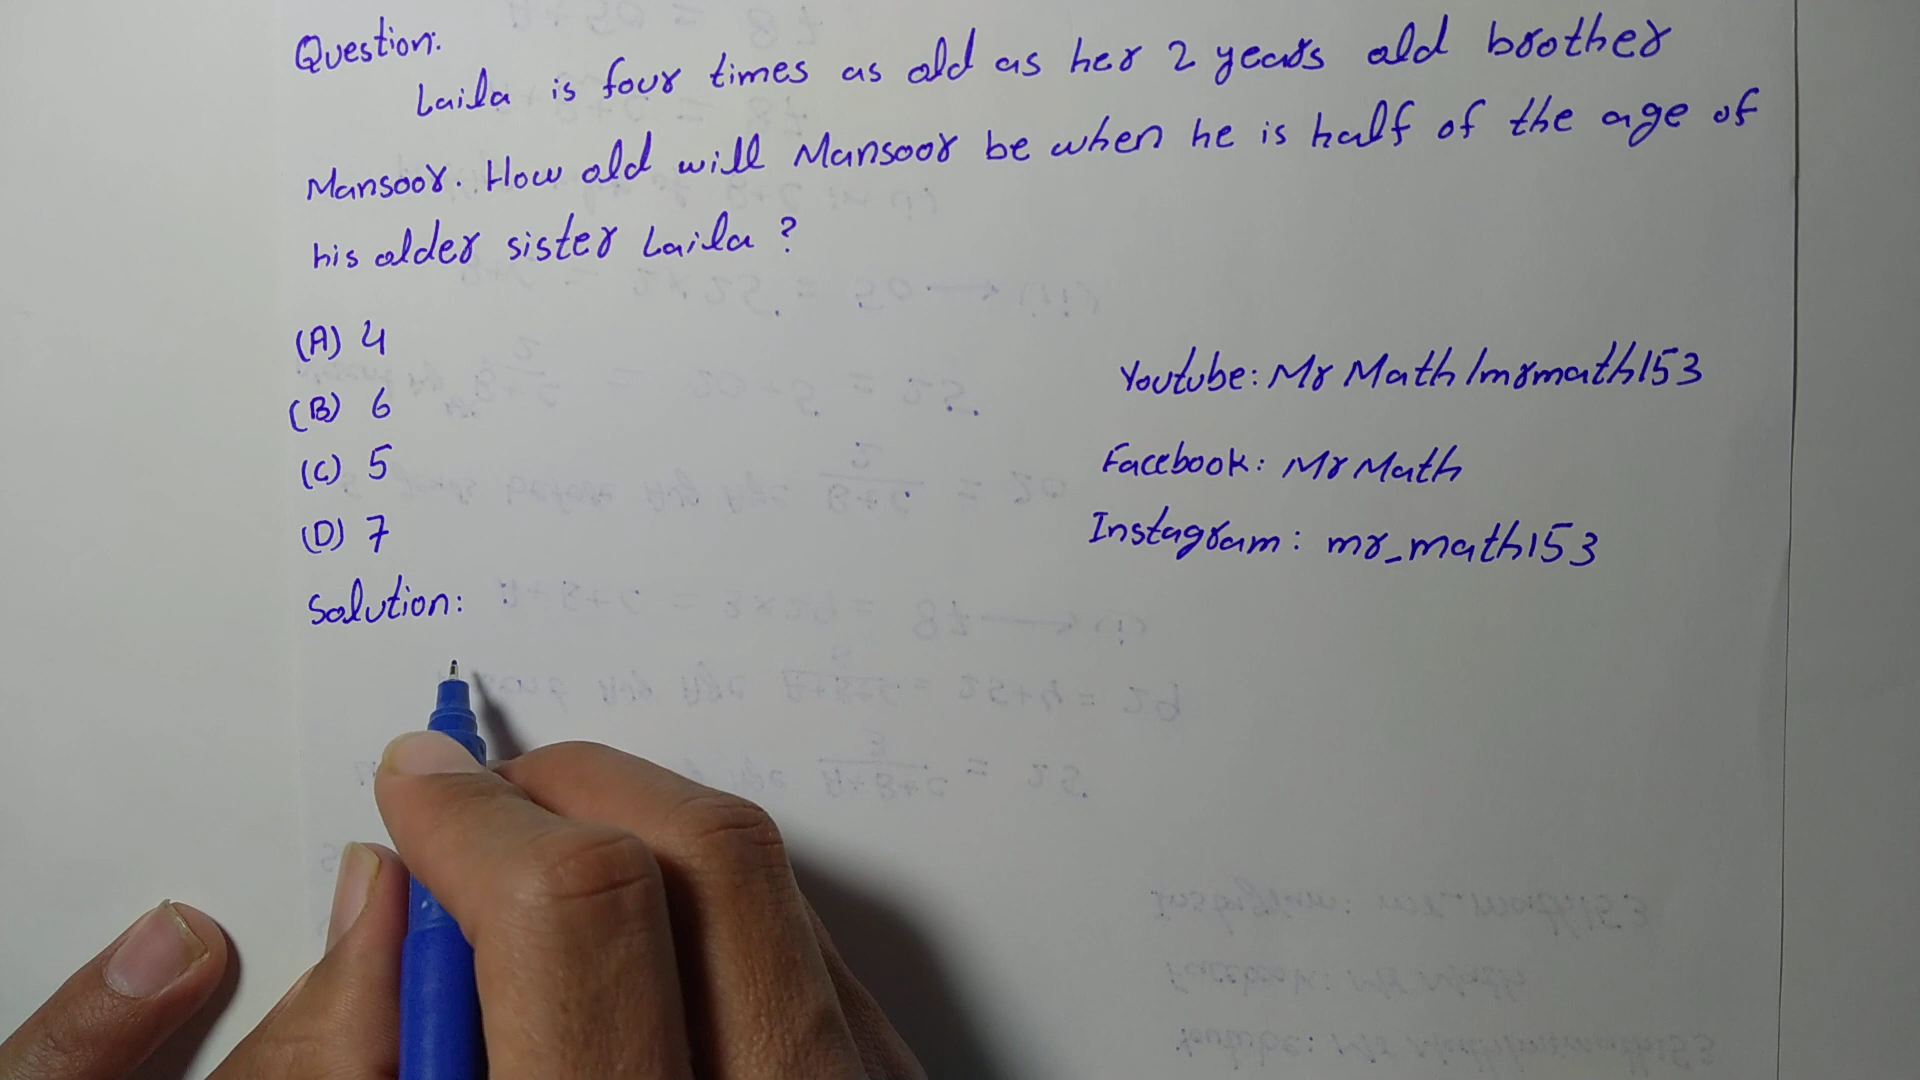 Question:
Laila is four times as old as her 2 years old brother
Mansoor. How old will Mansoor be when he is half of the age of
his older sister Laila ?
(A) 4
(B) 6
(C) 5
(D) 7
Youtube: Mr Math/mrmath153
Facebook: Mr Math
Instagram: mr_math153
Solution: